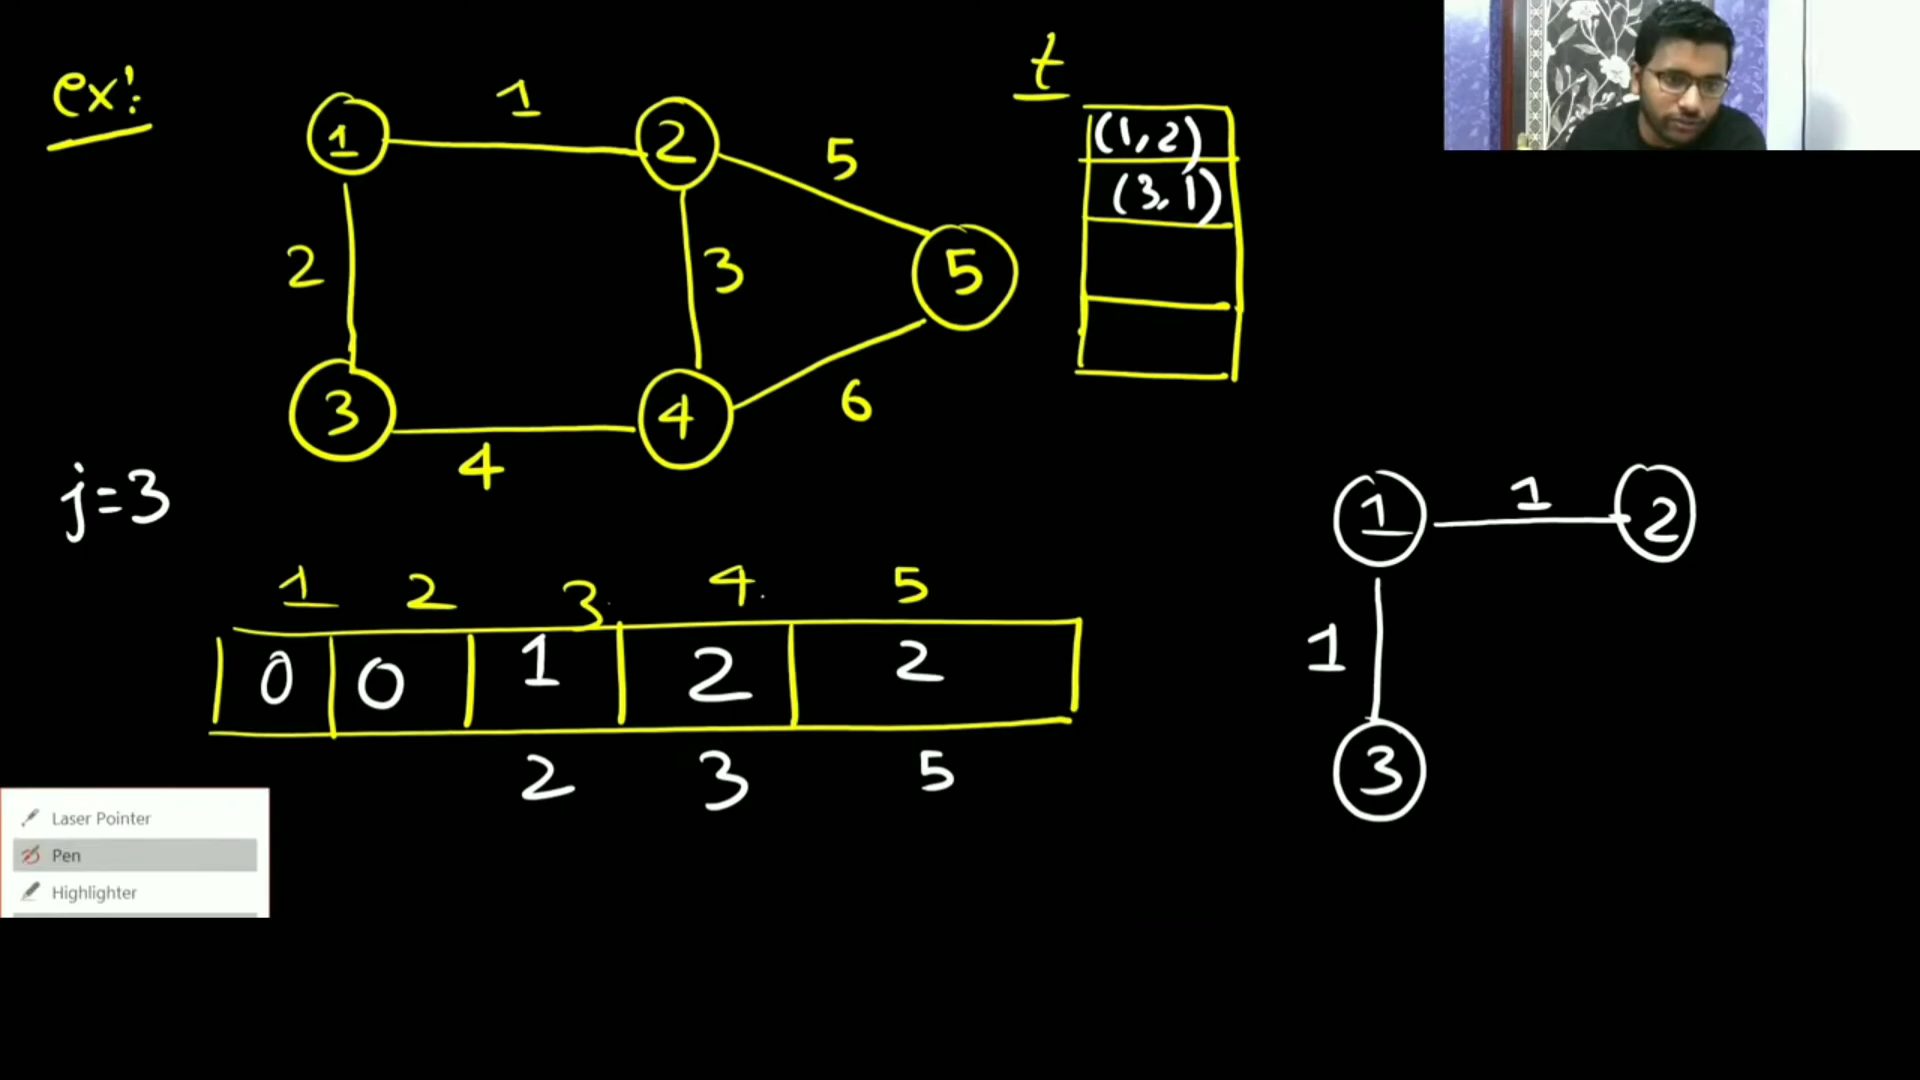 ex:
t
1
1
2
5
(1,2)
(3,1)
2
3
5
3
4
6
4
j=3
1
1
2
1 2 3 4 5
0 0 1 2 2
1
2 3 5
3
Laser Pointer
Pen
Highlighter